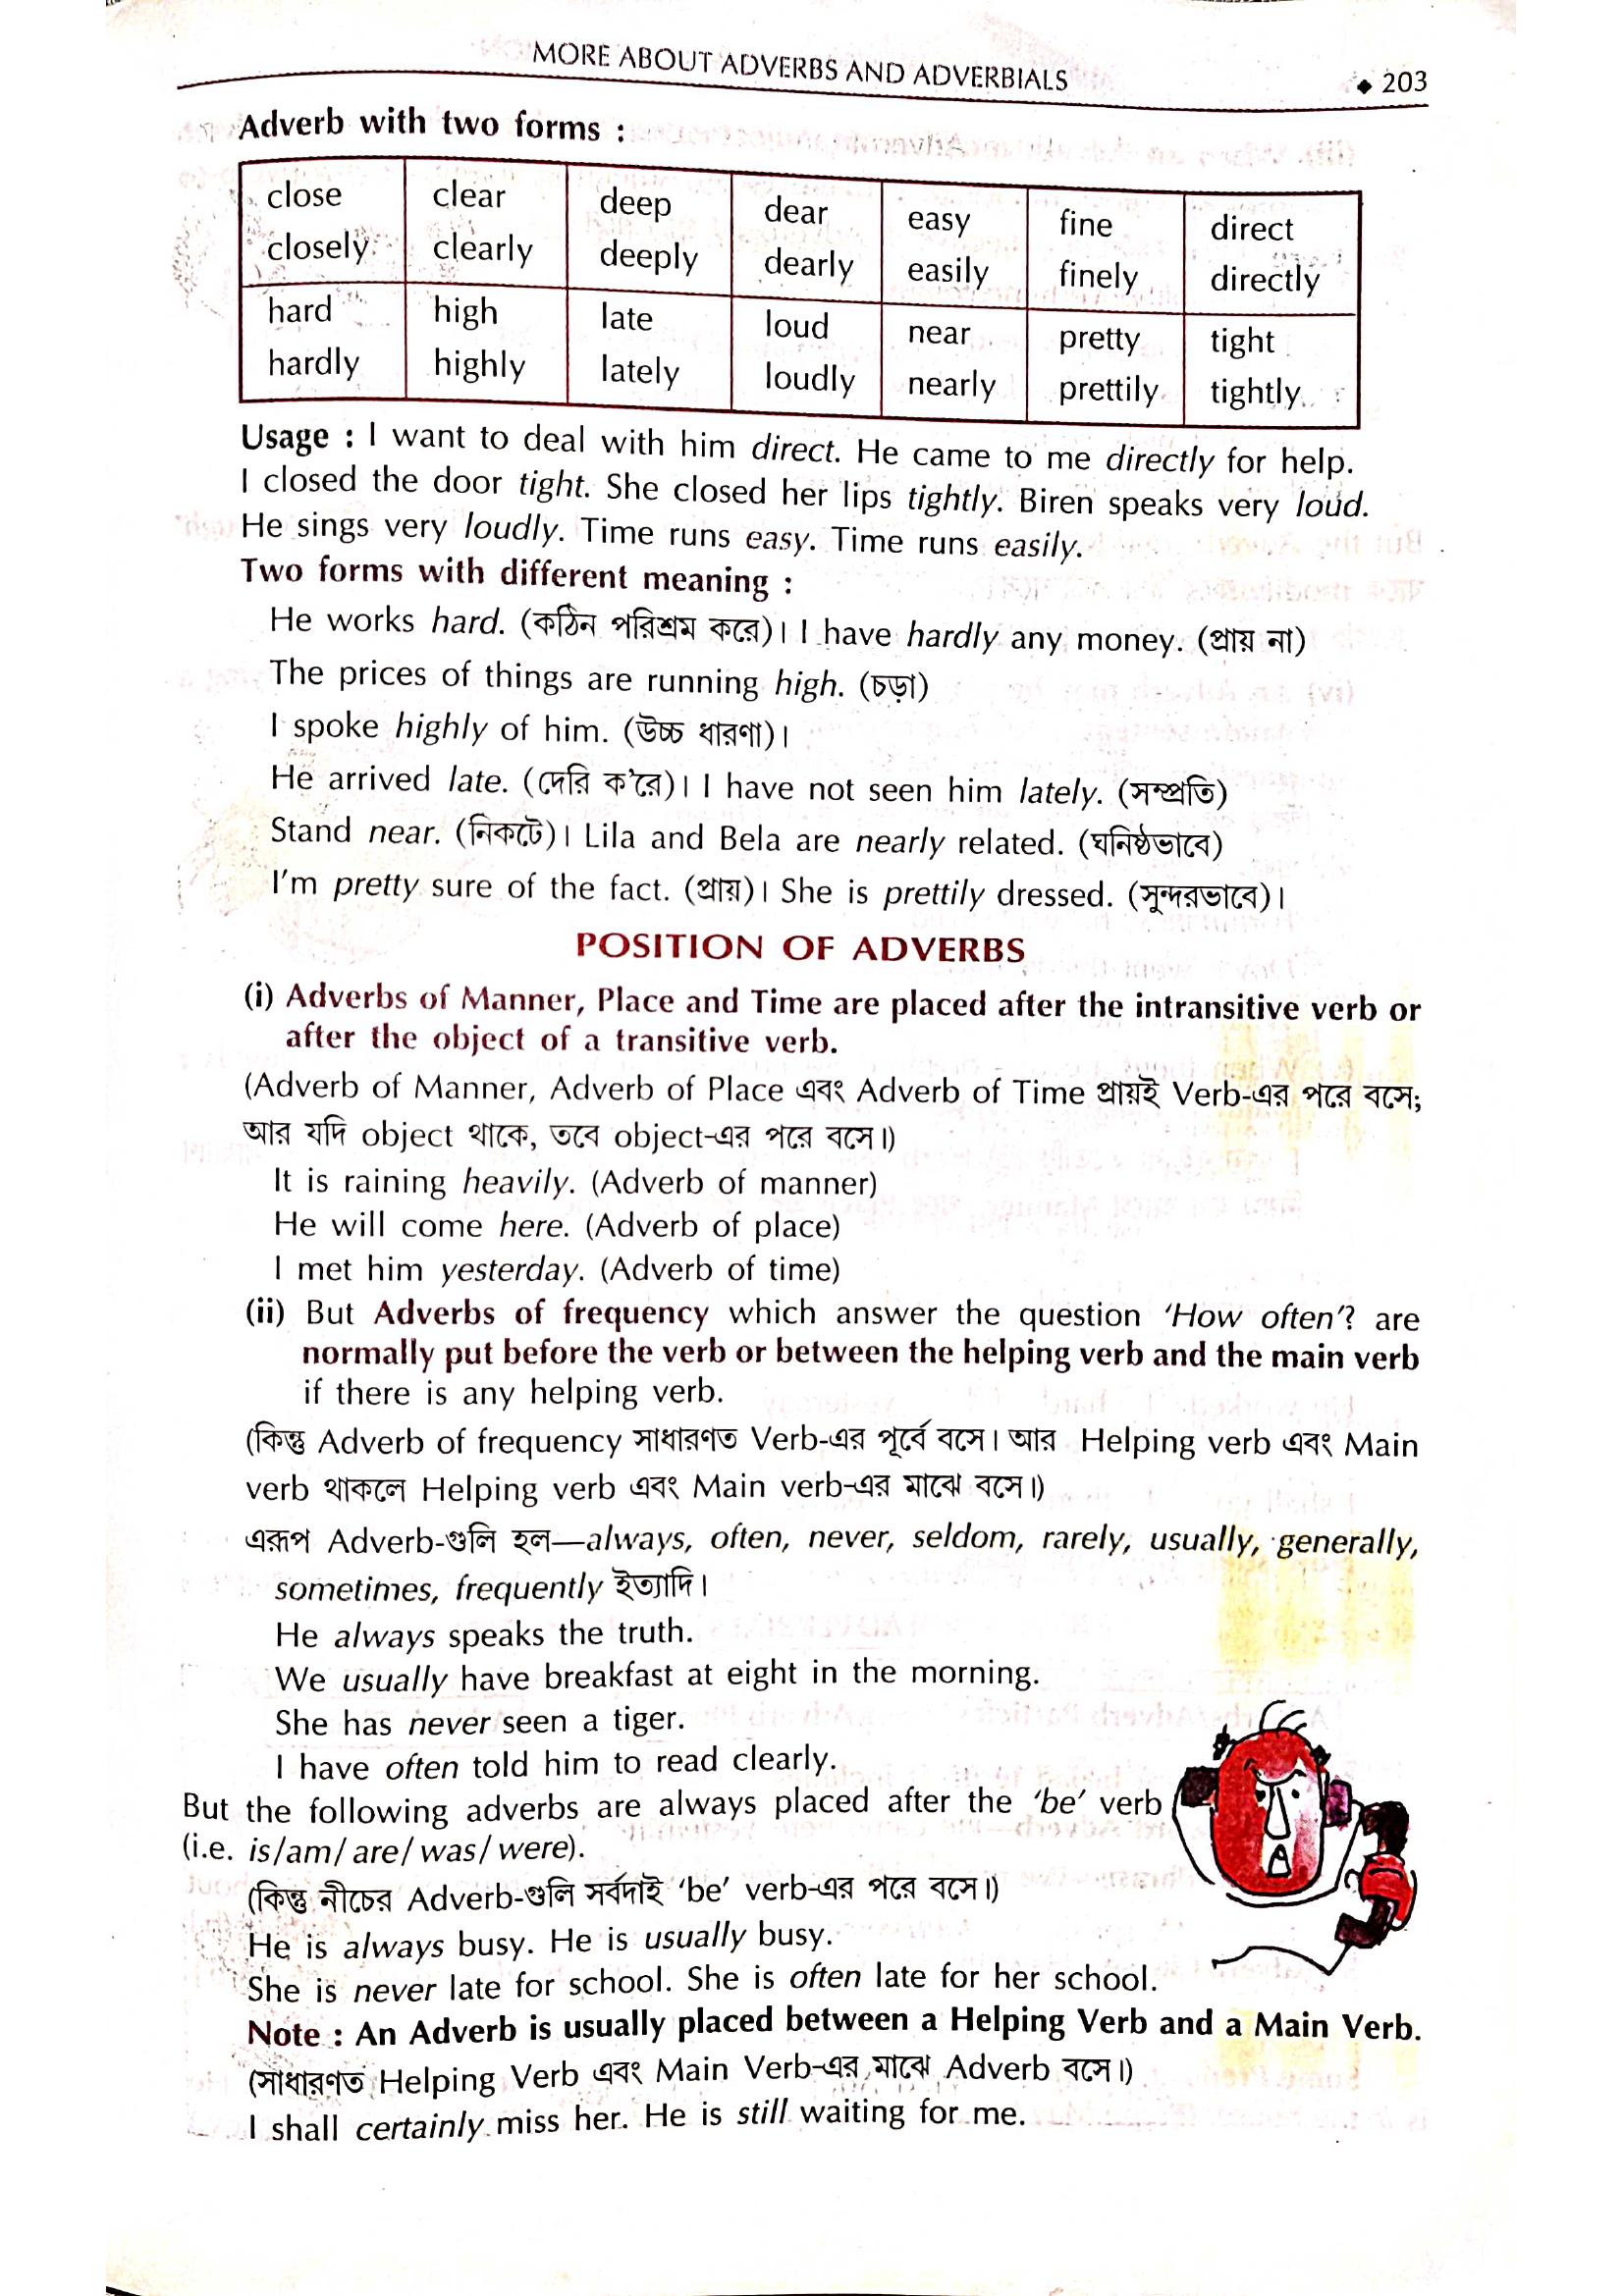 MORE ABOUT ADVERBS AND ADVERBIALS ◆ 203
Adverb with two forms :
close clear deep dear easy fine direct
closely clearly deeply dearly easily finely directly
hard high late loud near pretty tight
hardly highly lately loudly nearly prettily tightly
Usage : I want to deal with him direct. He came to me directly for help.
I closed the door tight. She closed her lips tightly. Biren speaks very loud.
He sings very loudly. Time runs easy. Time runs easily.
Two forms with different meaning :
He works hard. (কঠিন পরিশ্রম করে)। I have hardly any money. (প্রায় না)
The prices of things are running high. (চড়া)
I spoke highly of him. (উচ্চ ধারণা)।
He arrived late. (দেরি ক'রে)। I have not seen him lately. (সম্প্রতি)
Stand near. (নিকটে)। Lila and Bela are nearly related. (ঘনিষ্ঠভাবে)
I'm pretty sure of the fact. (প্রায়)। She is prettily dressed. (সুন্দরভাবে)।
POSITION OF ADVERBS
(i) Adverbs of Manner, Place and Time are placed after the intransitive verb or
after the object of a transitive verb.
(Adverb of Manner, Adverb of Place এবং Adverb of Time প্রায়ই Verb-এর পরে বসে;
আর যদি object থাকে, তবে object-এর পরে বসে।)
It is raining heavily. (Adverb of manner)
He will come here. (Adverb of place)
I met him yesterday. (Adverb of time)
(ii) But Adverbs of frequency which answer the question 'How often'? are
normally put before the verb or between the helping verb and the main verb
if there is any helping verb.
(কিন্তু Adverb of frequency সাধারণত Verb-এর পূর্বে বসে। আর Helping verb এবং Main
verb থাকলে Helping verb এবং Main verb-এর মাঝে বসে।)
এরূপ Adverb-গুলি হল—always, often, never, seldom, rarely, usually, generally,
sometimes, frequently ইত্যাদি।
He always speaks the truth.
We usually have breakfast at eight in the morning.
She has never seen a tiger.
I have often told him to read clearly.
But the following adverbs are always placed after the 'be' verb
(i.e. is/am/are/was/were).
(কিন্তু নীচের Adverb-গুলি সর্বদাই 'be' verb-এর পরে বসে।)
He is always busy. He is usually busy.
She is never late for school. She is often late for her school.
Note : An Adverb is usually placed between a Helping Verb and a Main Verb.
(সাধারণত Helping Verb এবং Main Verb-এর মাঝে Adverb বসে।)
I shall certainly miss her. He is still waiting for me.